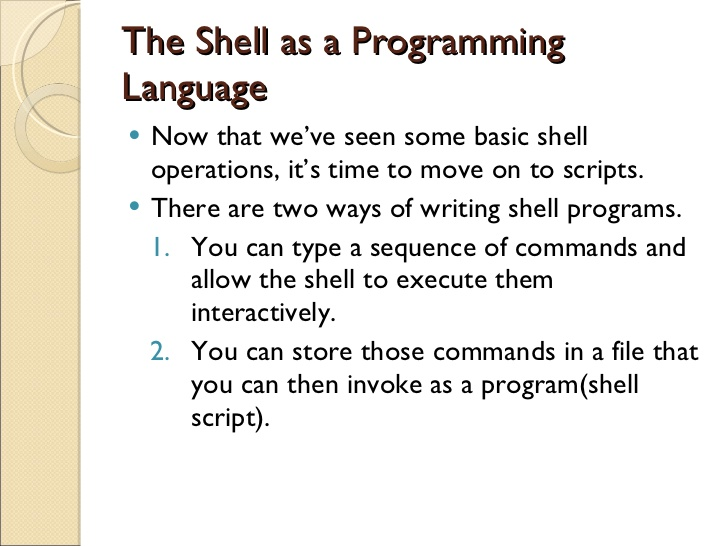 The Shell as a Programming
Language
• Now that we’ve seen some basic shell
operations, it’s time to move on to scripts.
• There are two ways of writing shell programs.
1. You can type a sequence of commands and
allow the shell to execute them
interactively.
2. You can store those commands in a file that
you can then invoke as a program(shell
script).